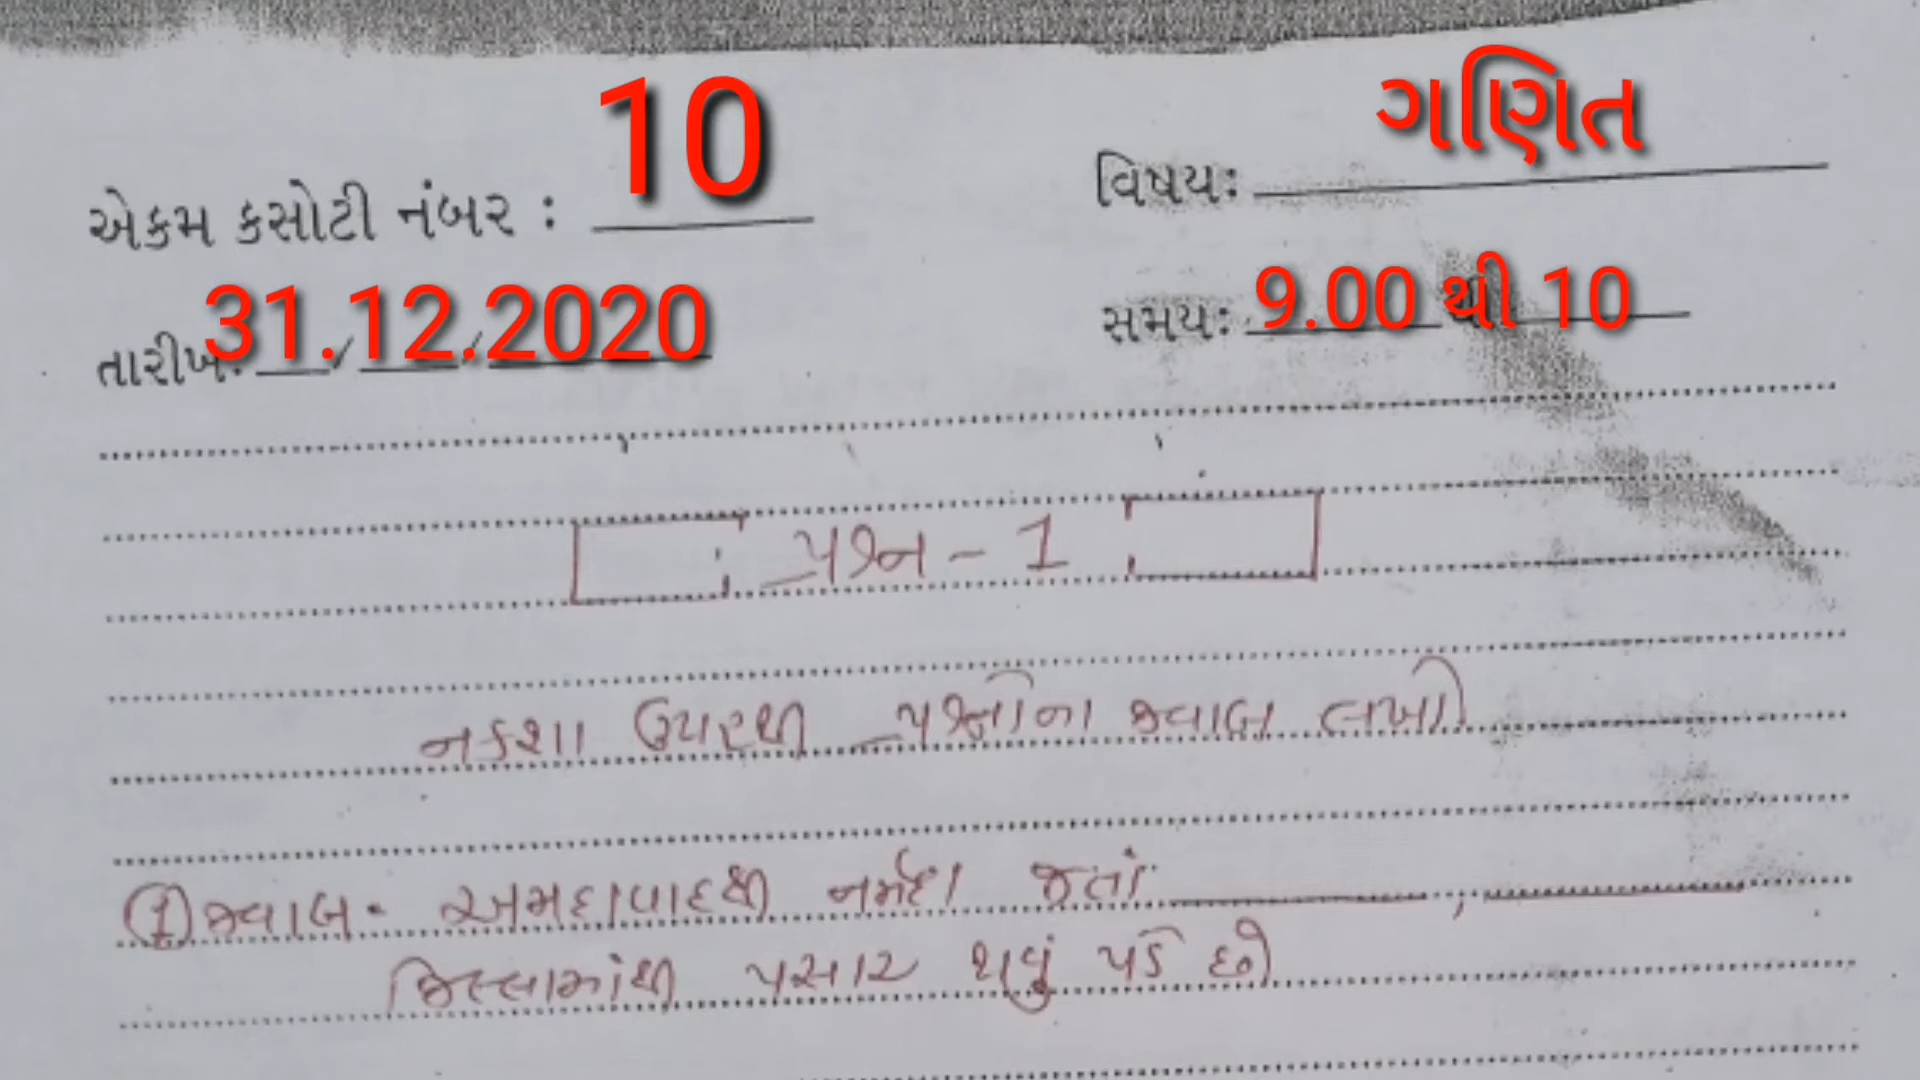 એકમ કસોટી નંબર : 10
વિષયઃ ગણિત
તારીખ: 31.12.2020
સમયઃ 9.00 થી 10
પ્રશ્ન - 1
નકશા ઉપરથી પ્રશ્નોના જવાબ લખો
(1) જવાબ - અમદાવાદથી નર્મદા જતાં ________ , ________
જિલ્લામાંથી પસાર થવું પડે છે